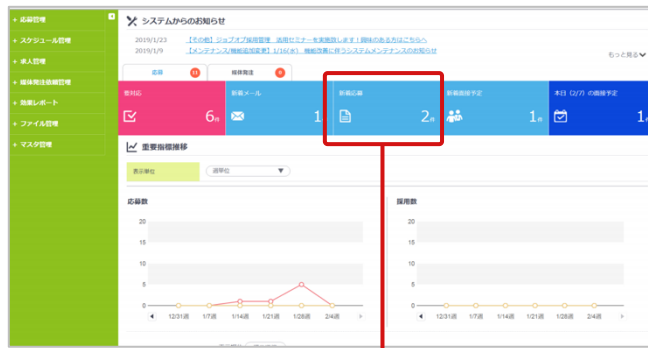 + 応募管理
+ スケジュール管理
+ 求人管理
+ 媒体発注依頼管理
+ 効果レポート
+ ファイル管理
+ マスタ管理
システムからのお知らせ
2019/1/23 【その他】ジョブオプ採用管理 活用セミナーを実施致します！興味のある方はこちらへ
2019/1/9 【メンテナンス/機能追加変更】1/16(水) 機能改善に伴うシステムメンテナンスのお知らせ
もっと見る
応募 11 媒体発注 0
要対応 新着メール 新着応募 新着面接予定 本日（2/7）の面接予定
6件 1 2件 1件 1件
重要指標推移
表示単位 週単位 ▼
応募数
20
15
10
5
0
12/31週 1/7週 1/14週 1/21週 1/28週 2/4週
採用数
20
15
10
5
0
12/31週 1/7週 1/14週 1/21週 1/28週 2/4週